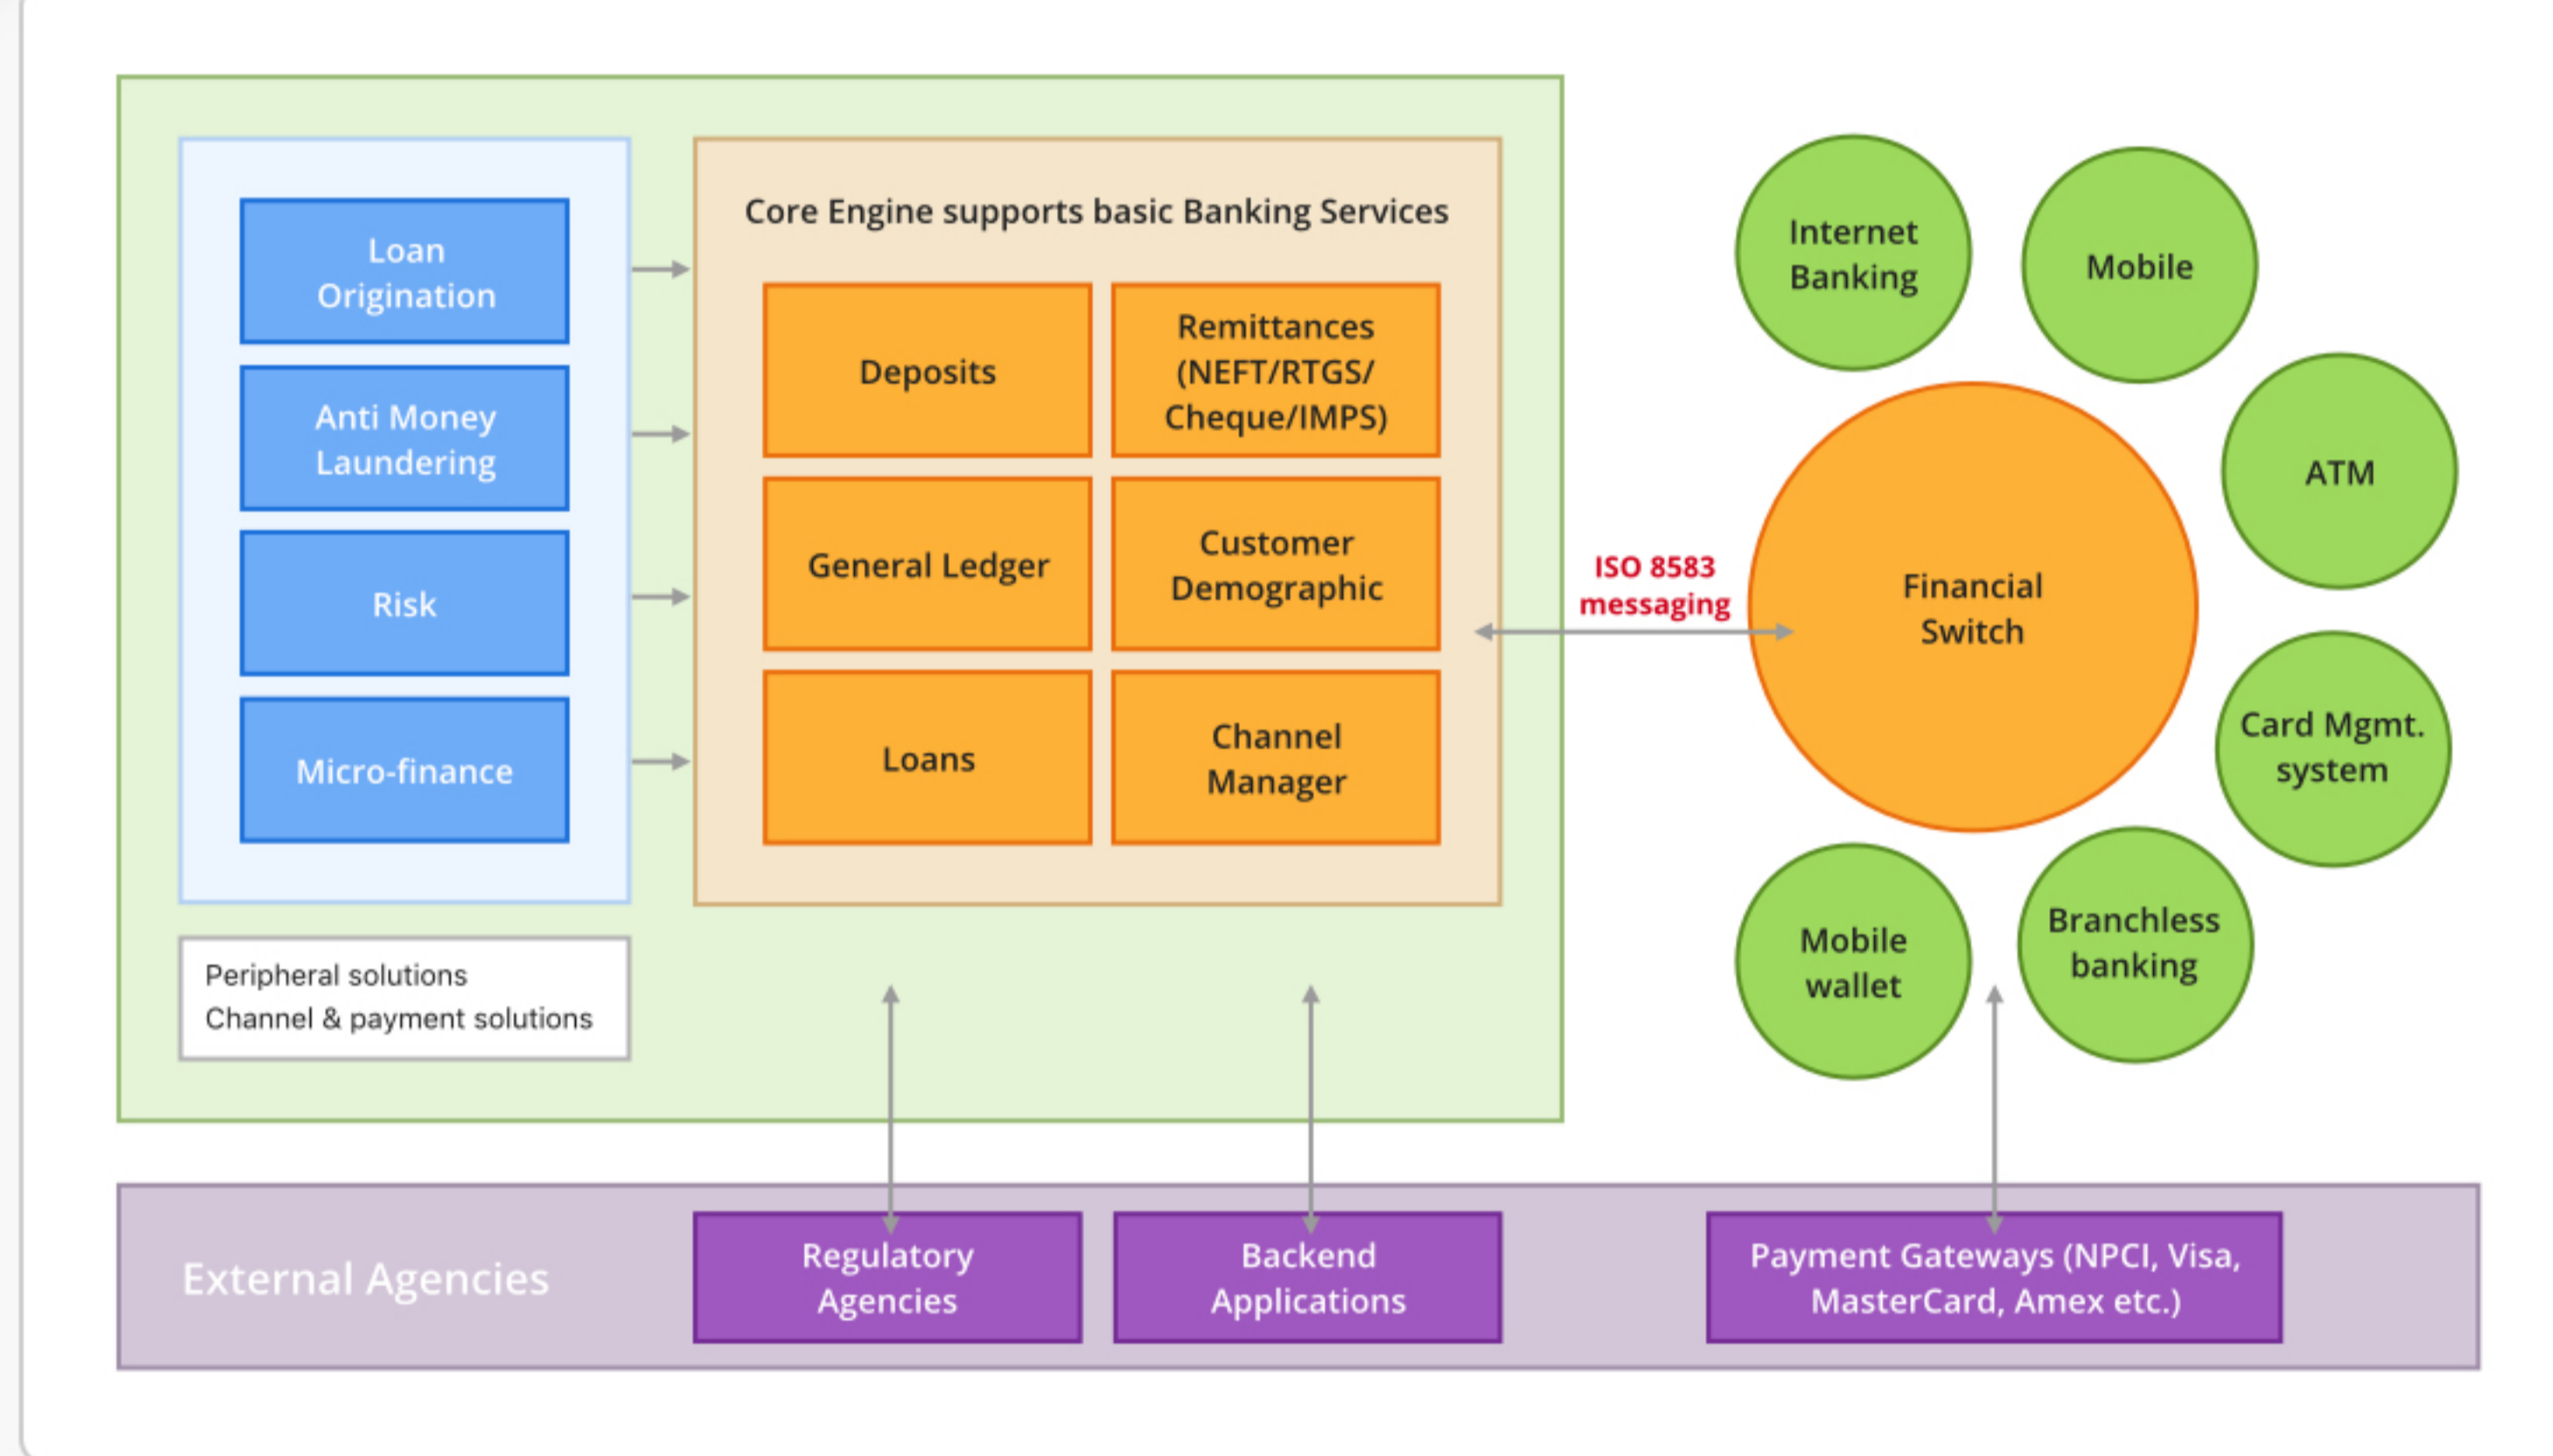 Loan
Origination
Anti Money
Laundering
Risk
Micro-finance
Peripheral solutions
Channel & payment solutions
Core Engine supports basic Banking Services
Deposits
Remittances
(NEFT/RTGS/
Cheque/IMPS)
General Ledger
Customer
Demographic
Loans
Channel
Manager
ISO 8583
messaging
Financial
Switch
Internet
Banking
Mobile
ATM
Card Mgmt.
system
Branchless
banking
Mobile
wallet
External Agencies
Regulatory
Agencies
Backend
Applications
Payment Gateways (NPCI, Visa,
MasterCard, Amex etc.)